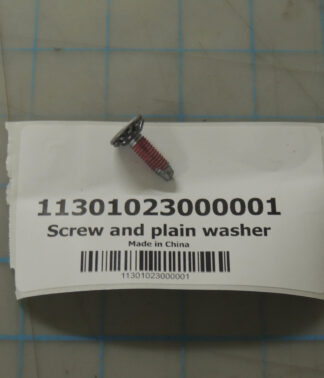 11301023000001
Screw and plain washer
Made in China
11301023000001